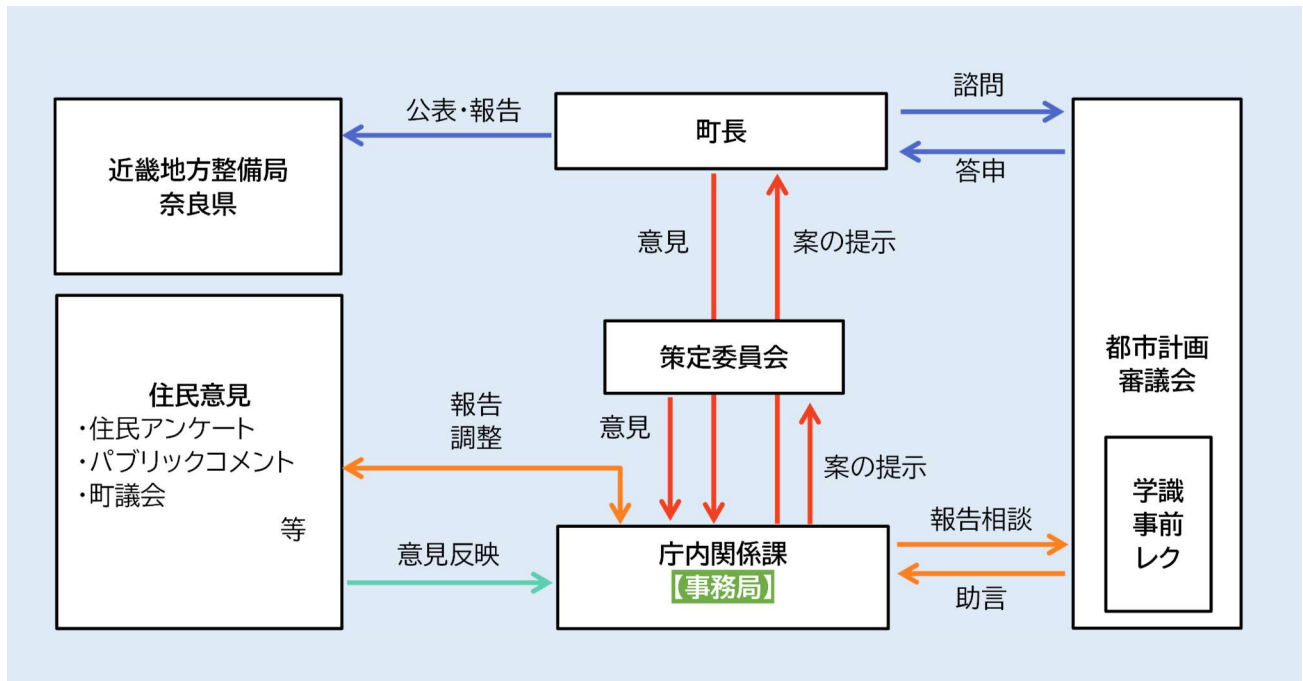 公表・報告
町長
諮問
答申
近畿地方整備局
奈良県
意見
案の提示
策定委員会
都市計画
審議会
住民意見
・住民アンケート
・パブリックコメント
・町議会
等
報告
調整
意見
案の提示
学識
事前
レク
意見反映
庁内関係課
【事務局】
報告相談
助言